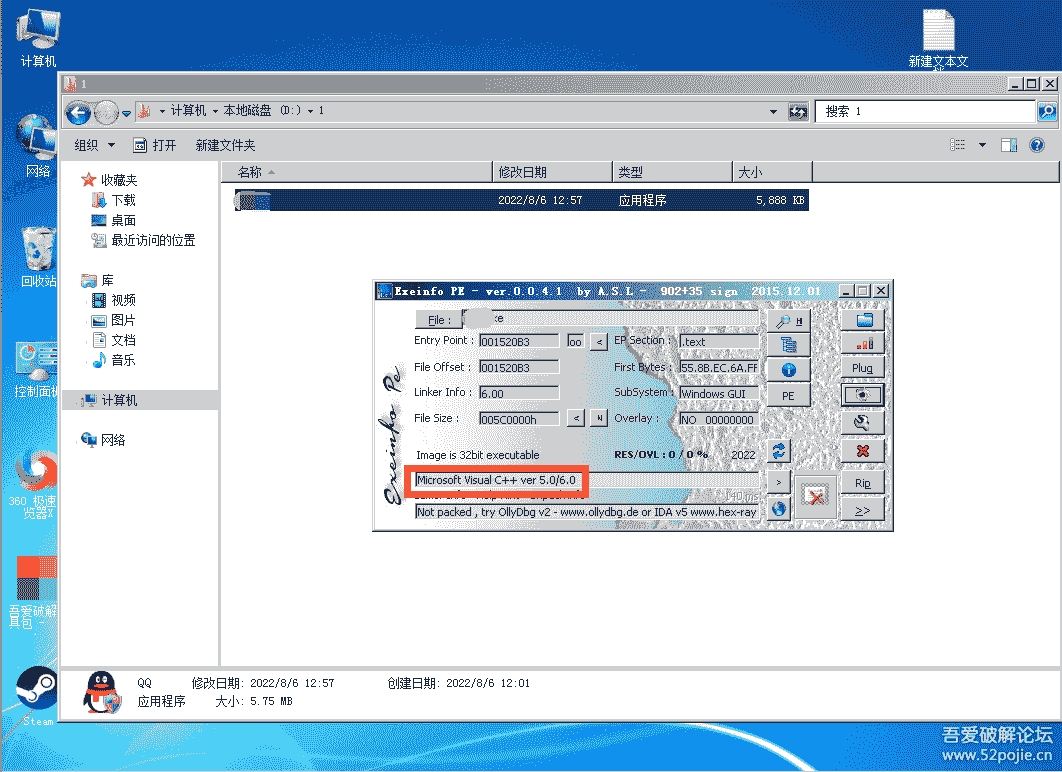 计算机
新建文本文
1
计算机 本地磁盘 (D:) 1
搜索 1
组织 打开 新建文件夹
网络
收藏夹
下载
桌面
最近访问的位置
回收站
库
视频
图片
文档
音乐
控制面板
计算机
网络
360 极速
览器X
吾爱破解
具包 -
Steam
名称 修改日期 类型 大小
2022/8/6 12:57 应用程序 5,888 KB
Exeinfo PE - ver.0.0.4.1 by A.S.L - 902+35 sign 2015.12.01
File : xe
Entry Point : 001520B3 oo < EP Section : .text
File Offset : 001520B3 First Bytes : 55.8B.EC.6A.FF
Linker Info : 6.00 SubSystem : Windows GUI
File Size : 005C0000h < N Overlay : NO 00000000
Image is 32bit executable RES/OVL : 0 / 0 % 2022
Microsoft Visual C++ ver 5.0/6.0
Not packed , try OllyDbg v2 - www.ollydbg.de or IDA v5 www.hex-ray
Exeinfo Pe
H
Plug
PE
>
Rip
>>
QQ 修改日期: 2022/8/6 12:57 创建日期: 2022/8/6 12:01
应用程序 大小: 5.75 MB
吾爱破解论坛
www.52pojie.cn